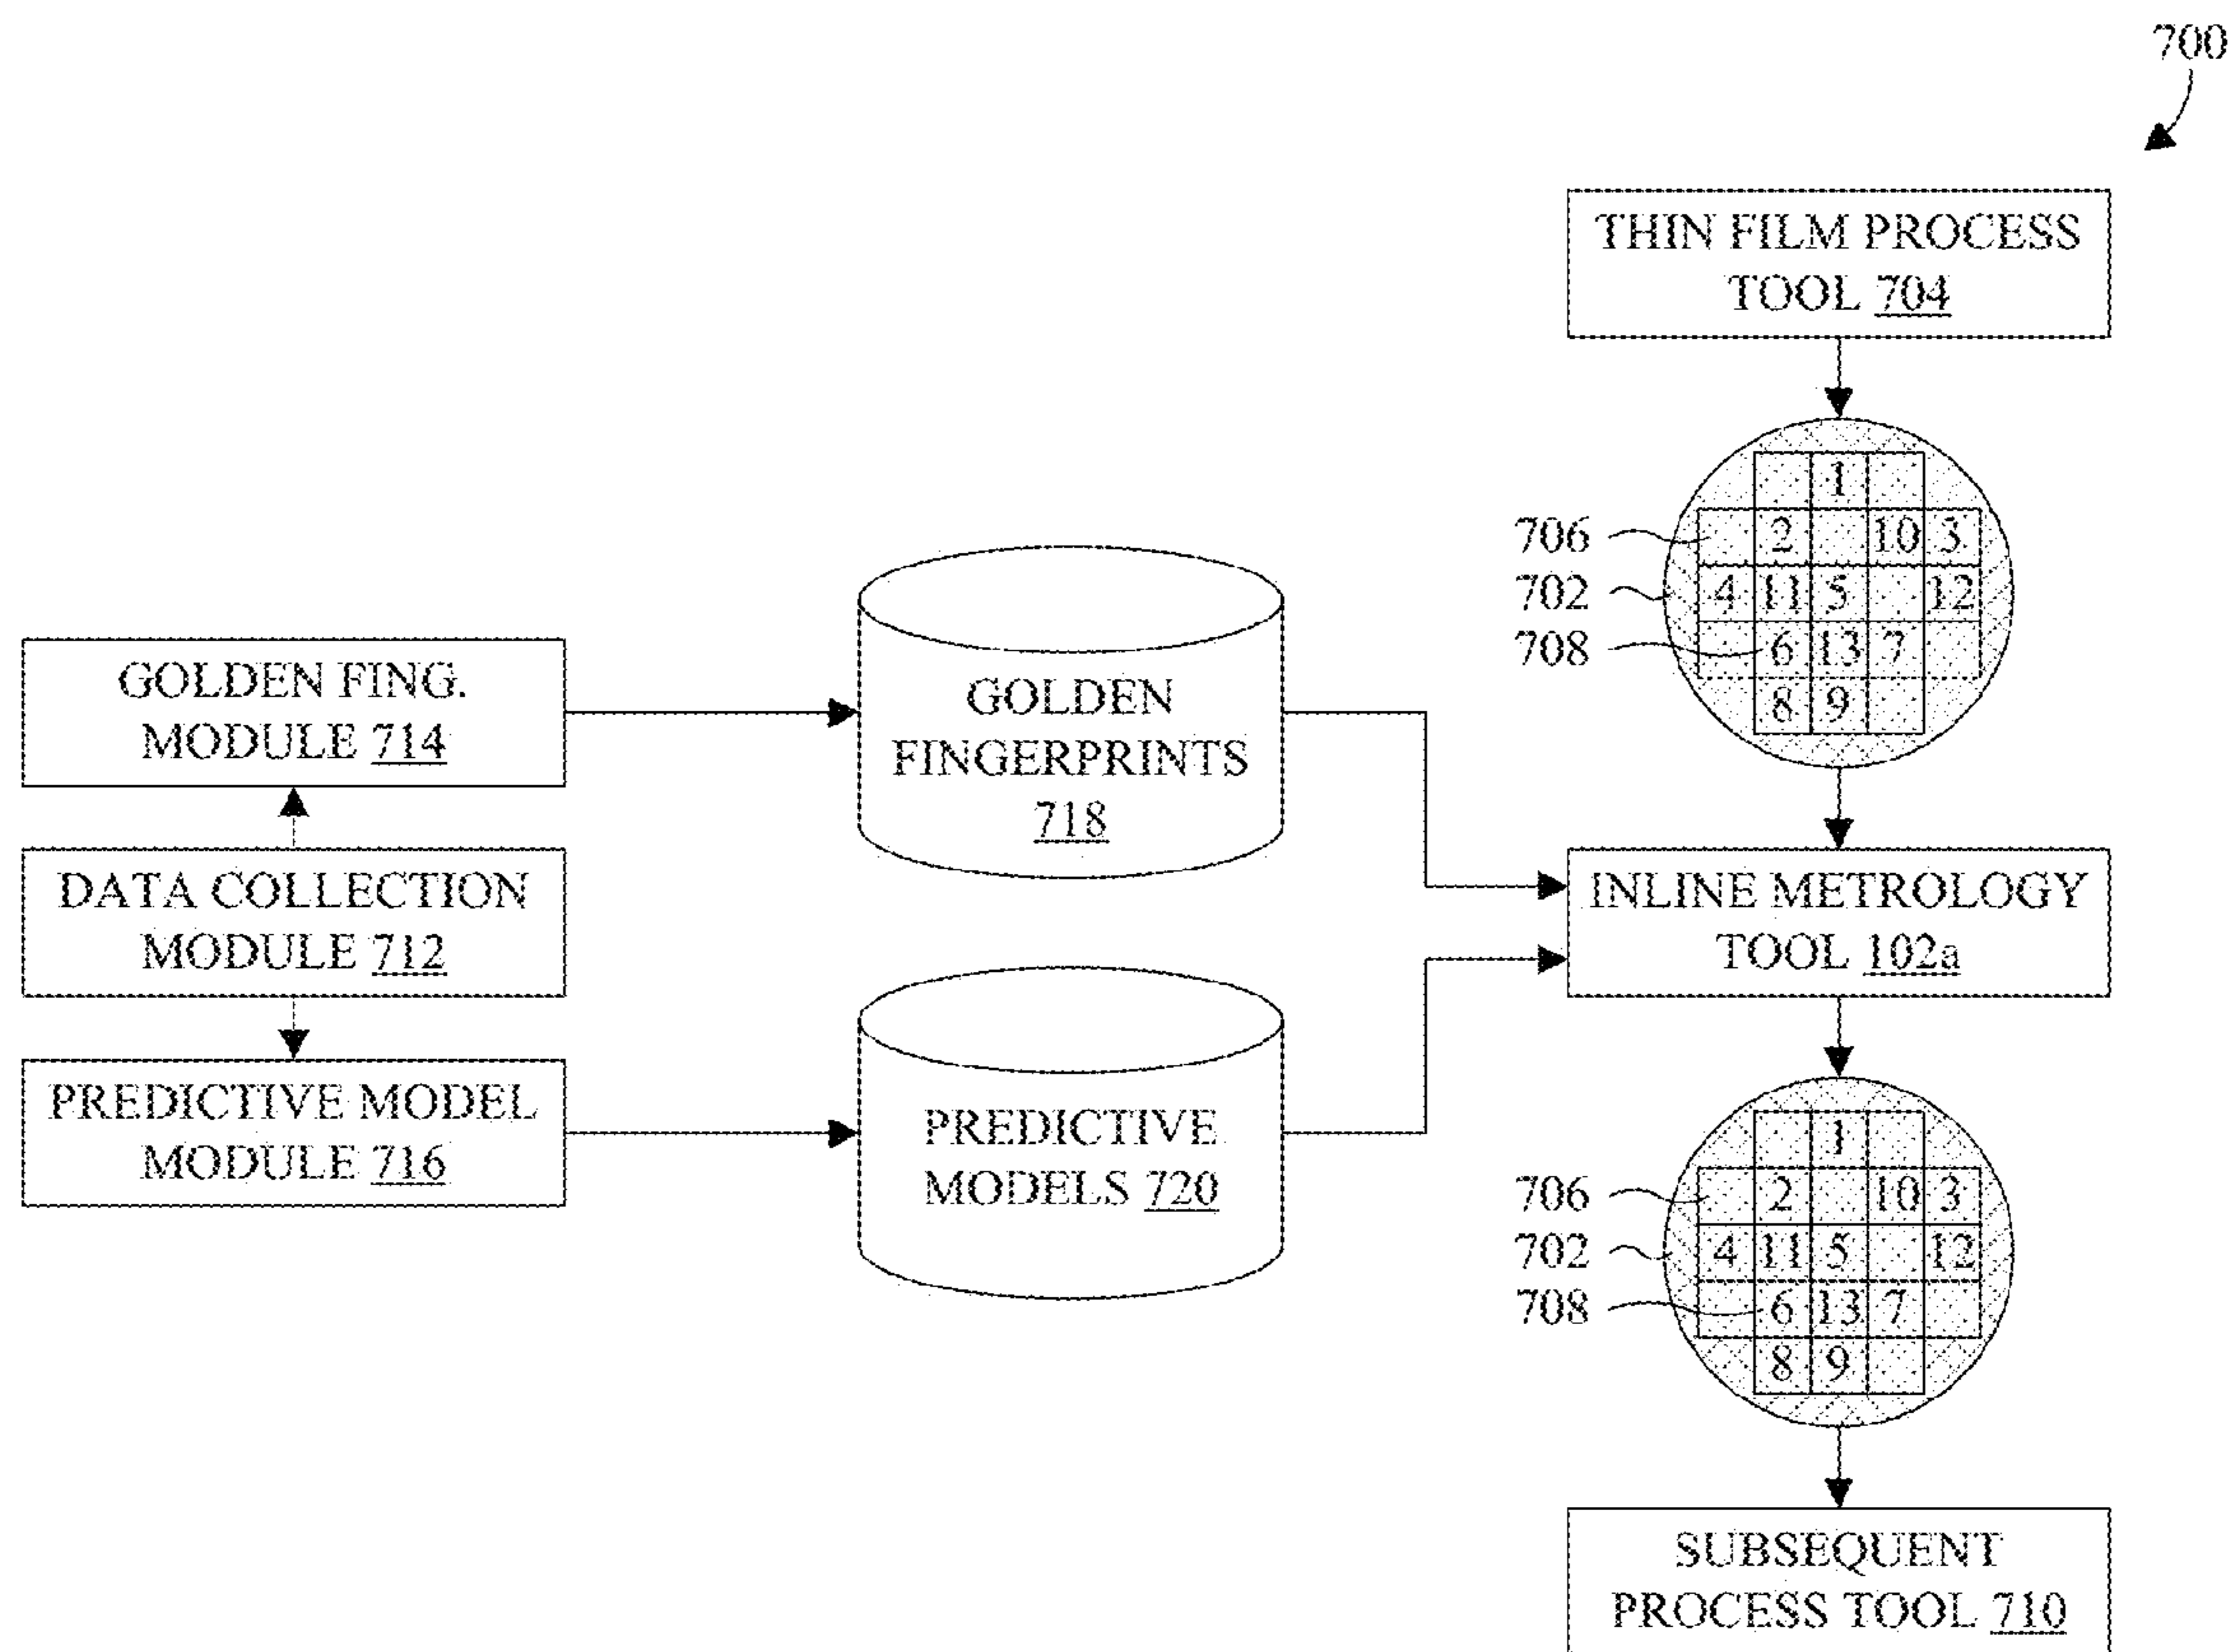 700
THIN FILM PROCESS
TOOL 704
1
706
2 10 3
702
4 11 5 12
708
6 13 7
8 9
GOLDEN FING.
MODULE 714
GOLDEN
FINGERPRINTS
718
DATA COLLECTION
MODULE 712
INLINE METROLOGY
TOOL 102a
PREDICTIVE MODEL
MODULE 716
PREDICTIVE
MODELS 720
1
706
2 10 3
702
4 11 5 12
708
6 13 7
8 9
SUBSEQUENT
PROCESS TOOL 710